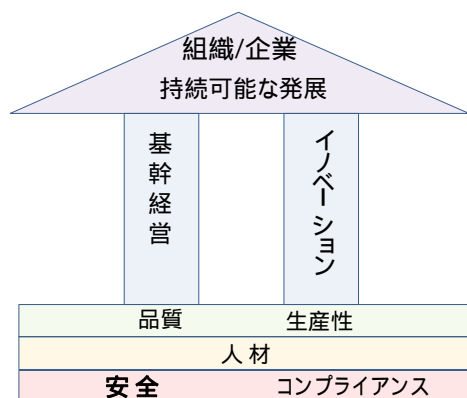 組織/企業
持続可能な発展
基幹経営
イノベーション
品質 生産性
人材
安全 コンプライアンス